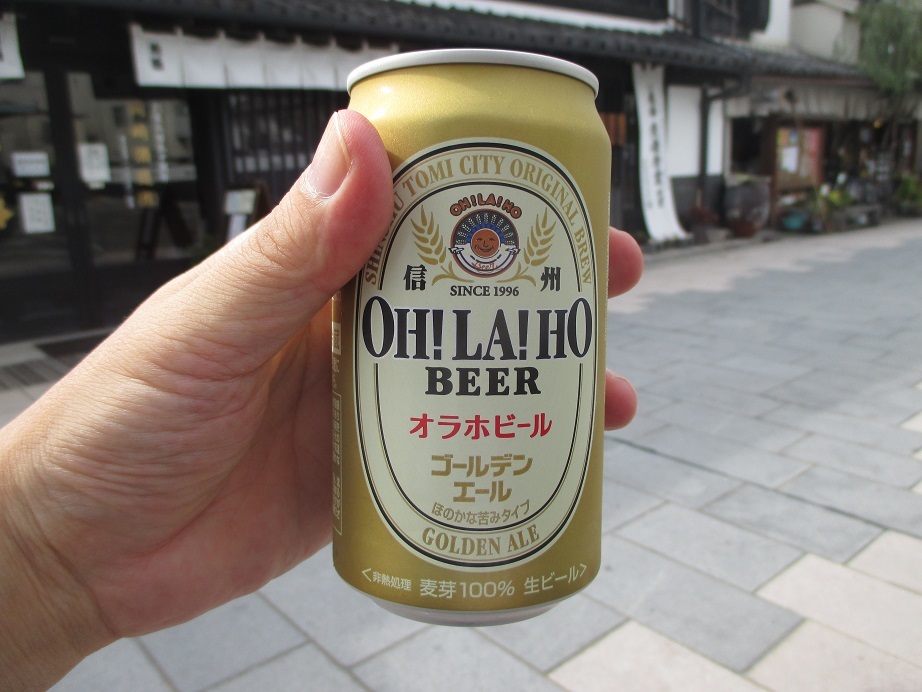 TOMI CITY ORIGINAL BREW
OH!LA!HO
信 州
SINCE 1996
OH!LA!HO
BEER
オラホビール
ゴールデン
エール
ほのかな苦みタイプ
GOLDEN ALE
<非熱処理 麦芽100% 生ビール>